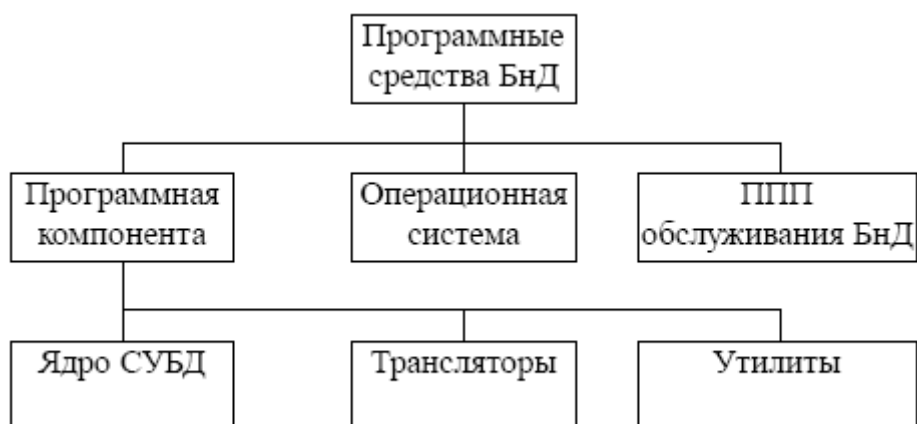 Программные
средства БнД
Программная
компонента
Операционная
система
ППП
обслуживания БнД
Ядро СУБД
Трансляторы
Утилиты